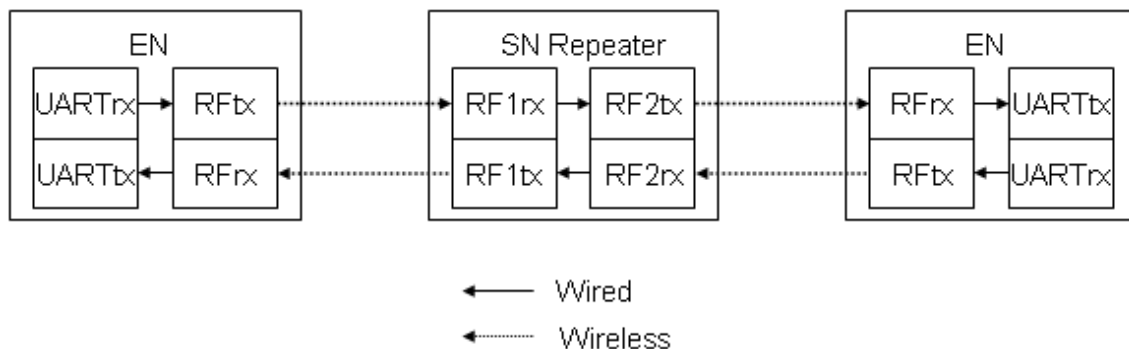 EN SN Repeater EN
UARTrx RFtx RF1rx RF2tx RFrx UARTtx
UARTtx RFrx RF1tx RF2rx RFtx UARTrx
Wired
Wireless